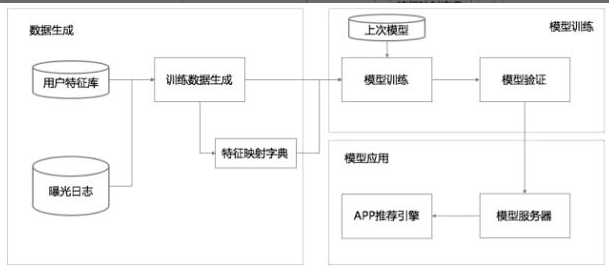 数据生成
上次模型
模型训练
用户特征库
训练数据生成
模型训练
模型验证
特征映射字典
模型应用
曝光日志
APP推荐引擎
模型服务器